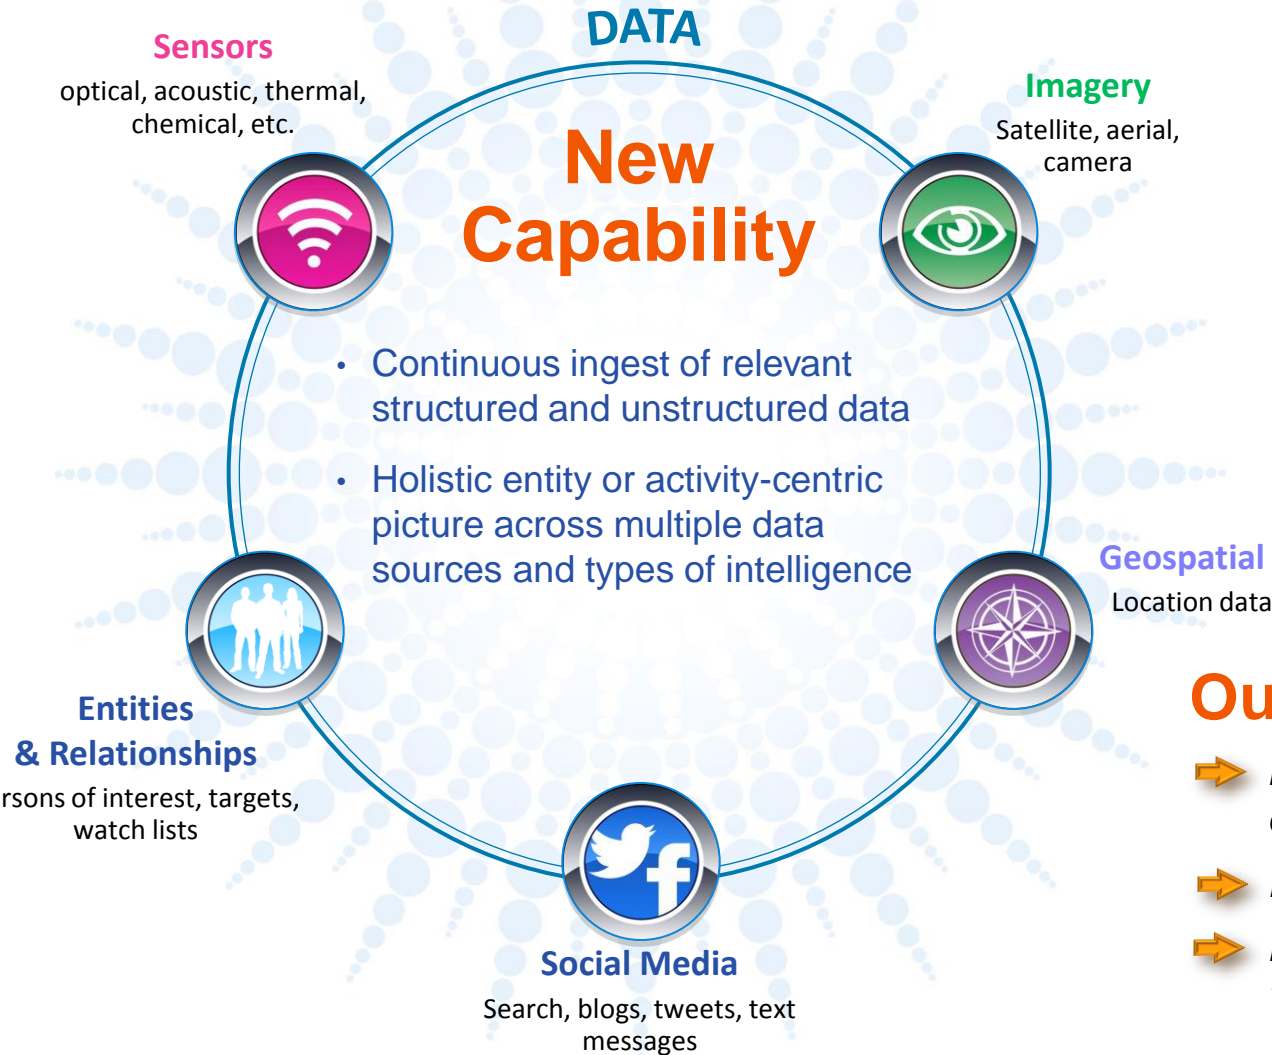 DATA
Sensors
optical, acoustic, thermal,
chemical, etc.
Imagery
Satellite, aerial,
camera
New
Capability
• Continuous ingest of relevant
structured and unstructured data
• Holistic entity or activity-centric
picture across multiple data
sources and types of intelligence
Geospatial
Location data
Entities
& Relationships
of interest, targets,
watch lists
Social Media
Search, blogs, tweets, text
messages